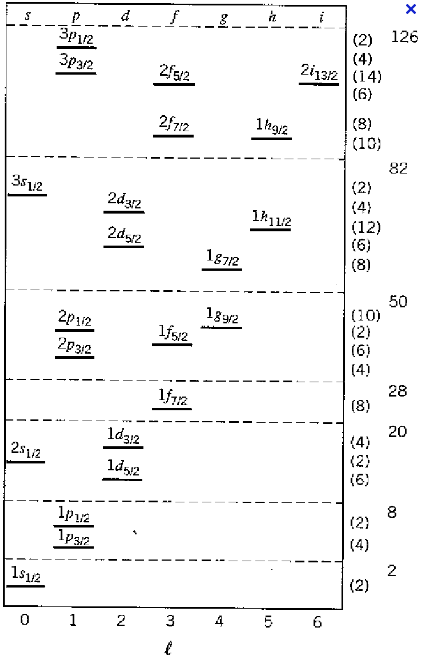 ×
s p d f g h i
3p1/2 (2) 126
3p3/2 (4)
2f5/2 2i13/2 (14)
(6)
2f7/2 1h9/2 (8)
(10)
82
3s1/2 (2)
2d3/2 (4)
1h11/2 (12)
2d5/2 (6)
1g7/2 (8)
50
2p1/2 1g9/2 (10)
1f5/2 (2)
2p3/2 (6)
(4)
28
1f7/2 (8)
20
2s1/2 1d3/2 (4)
(2)
1d5/2 (6)
8
1p1/2 (2)
1p3/2 (4)
2
1s1/2 (2)
0 1 2 3 4 5 6
ℓ